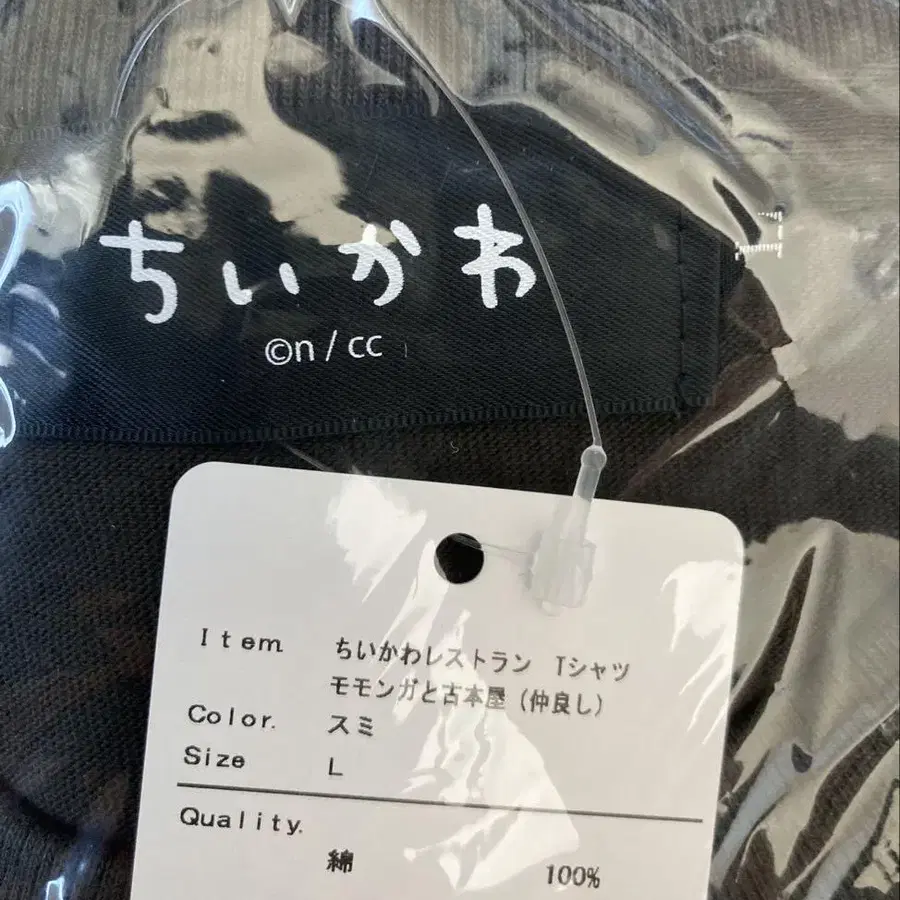 ちいかわ
©n / cc
Item ちいかわレストラン Tシャツ
モモンガと古本屋（仲良し）
Color. スミ
Size L
Quality.
綿 100%